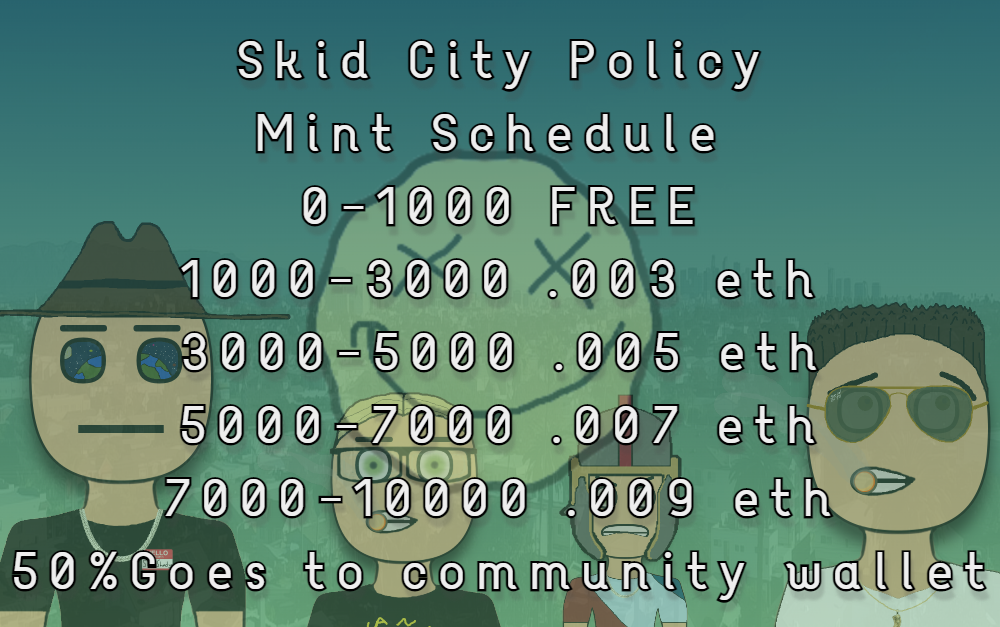 Skid City Policy
Mint Schedule
0-1000 FREE
1000-3000 .003 eth
3000-5000 .005 eth
5000-7000 .007 eth
7000-10000 .009 eth
50%Goes to community wallet